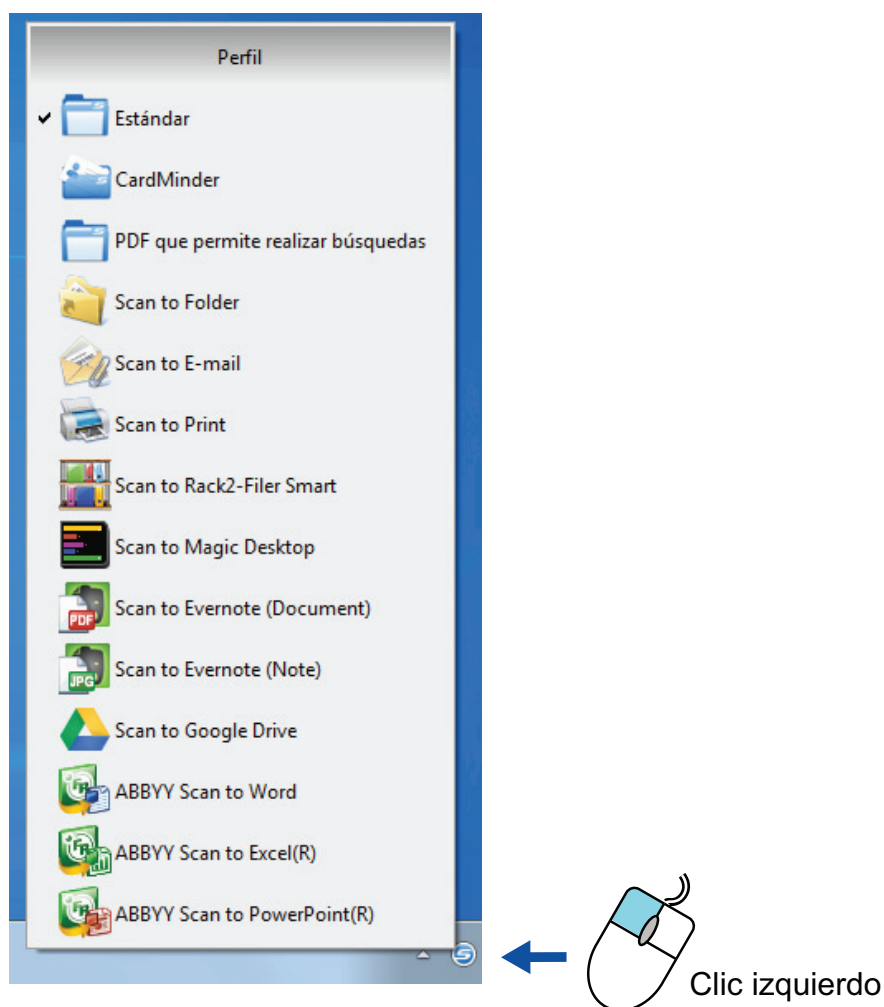 Perfil
Estándar
CardMinder
PDF que permite realizar búsquedas
Scan to Folder
Scan to E-mail
Scan to Print
Scan to Rack2-Filer Smart
Scan to Magic Desktop
PDF
Scan to Evernote (Document)
JPG
Scan to Evernote (Note)
Scan to Google Drive
ABBYY Scan to Word
ABBYY Scan to Excel(R)
ABBYY Scan to PowerPoint(R)
Clic izquierdo